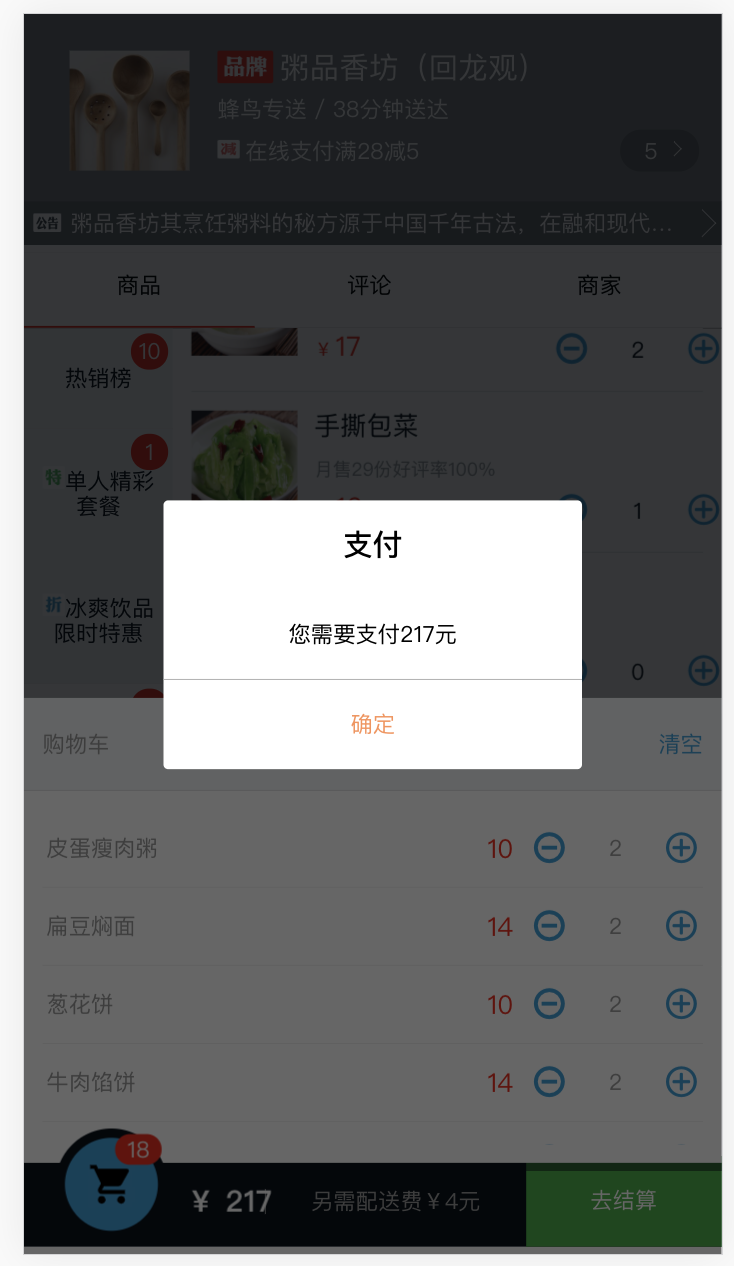 品牌 粥品香坊（回龙观）
蜂鸟专送 / 38分钟送达
减 在线支付满28减5
5
公告 粥品香坊其烹饪粥料的秘方源于中国千年古法，在融和现代…
商品 评论 商家
10
热销榜
¥ 17 2
手撕包菜
月售29份好评率100%
1
特 单人精彩
套餐
1
折 冰爽饮品
限时特惠
0
支付
您需要支付217元
确定
购物车 清空
皮蛋瘦肉粥 10 2
扁豆焖面 14 2
葱花饼 10 2
牛肉馅饼 14 2
18
¥ 217 另需配送费¥4元 去结算